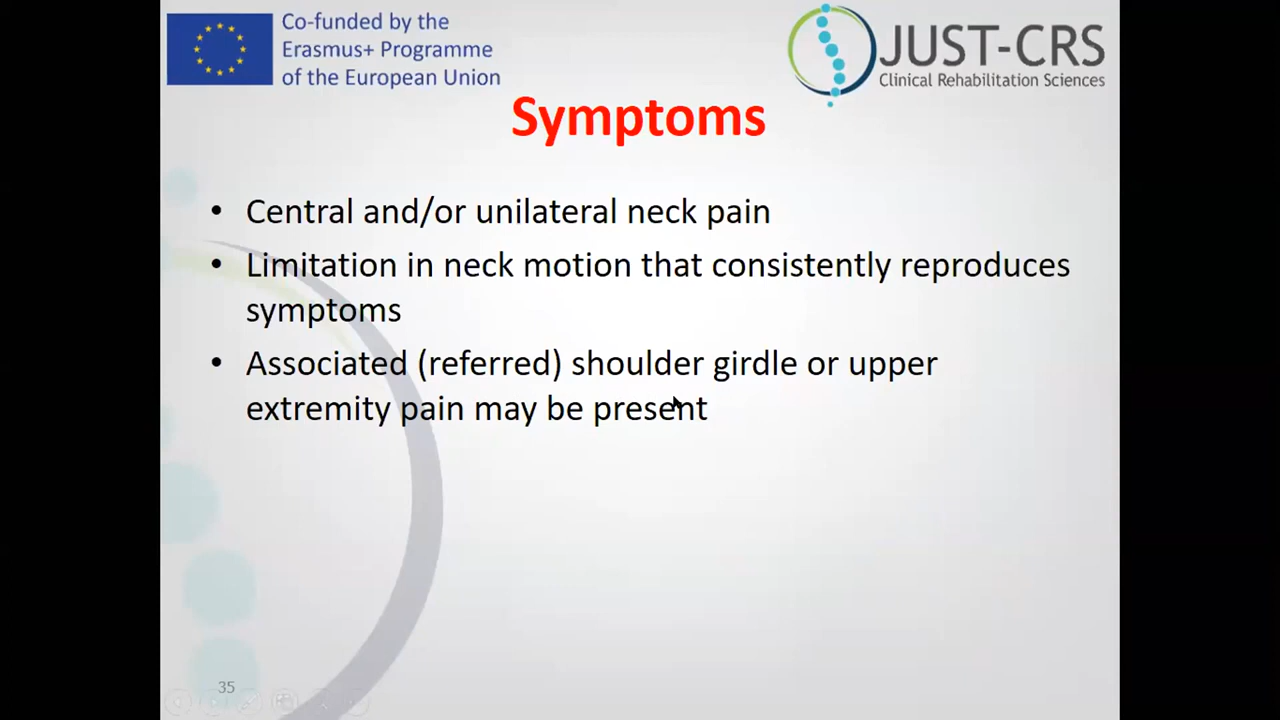 Co-funded by the
Erasmus+ Programme
of the European Union
JUST-CRS
Clinical Rehabilitation Sciences
Symptoms
• Central and/or unilateral neck pain
• Limitation in neck motion that consistently reproduces
symptoms
• Associated (referred) shoulder girdle or upper
extremity pain may be present
35